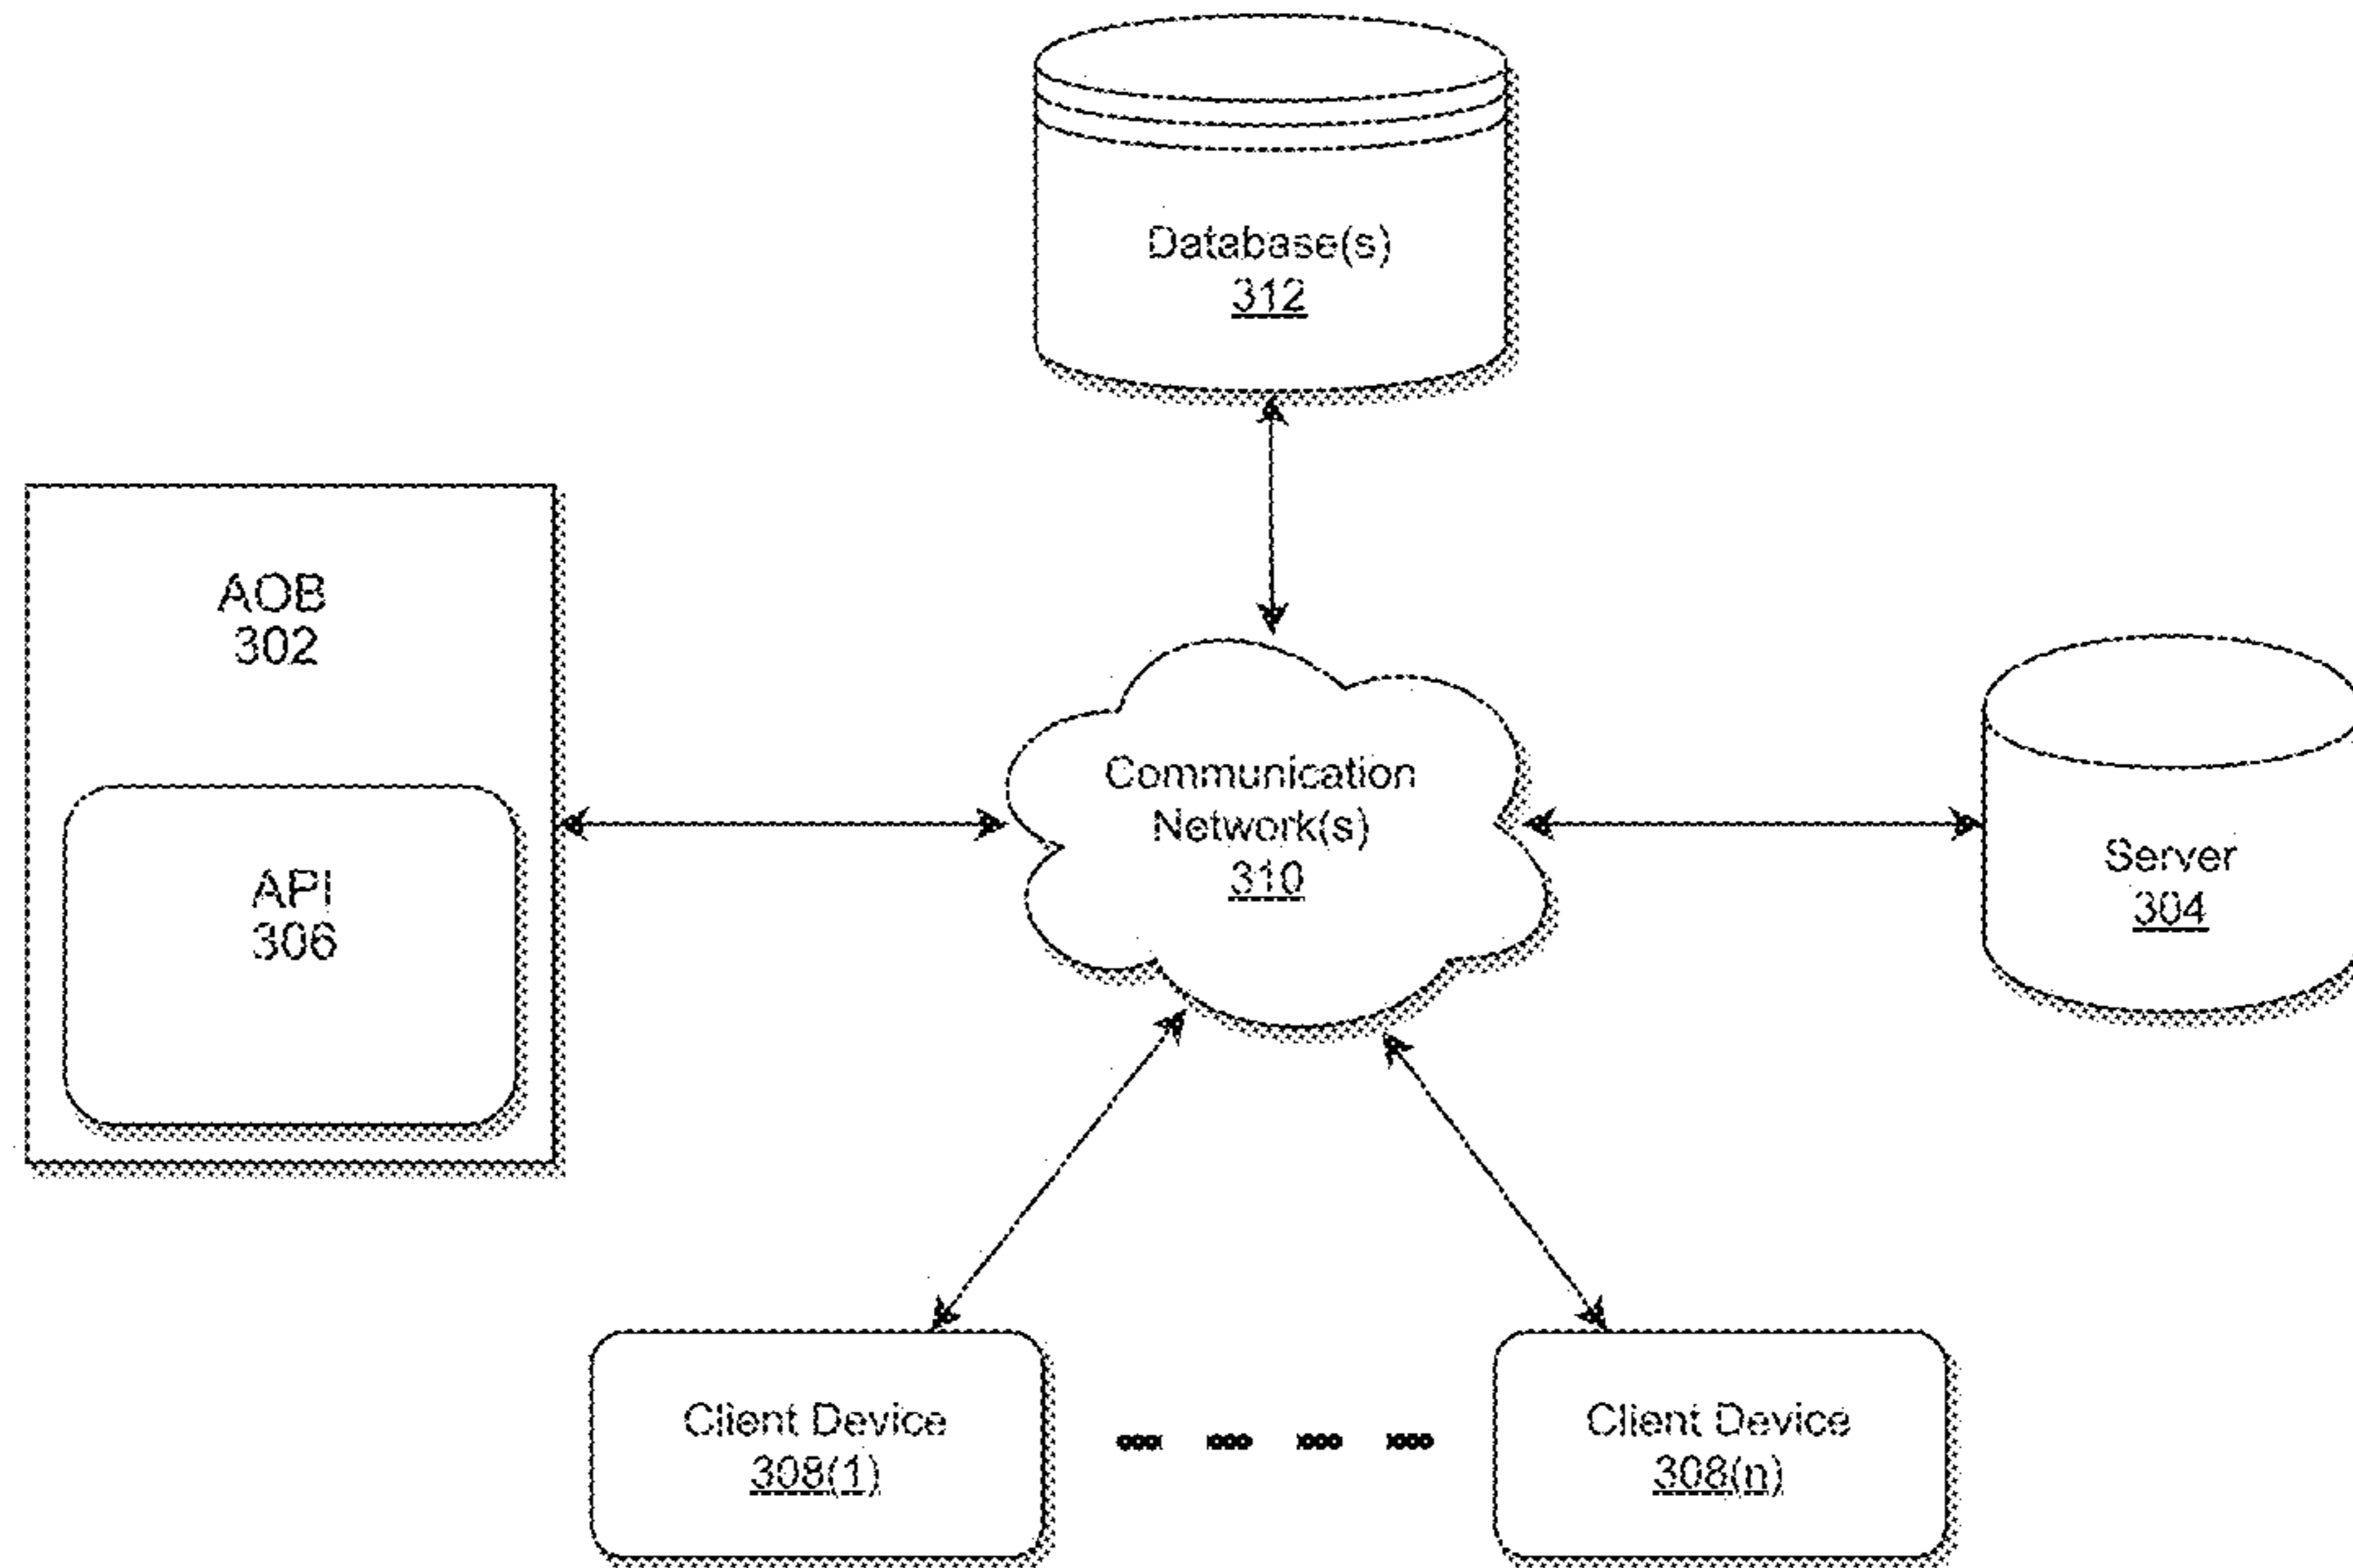 Database(s)
312
AOB
302
API
306
Communication
Network(s)
310
Server
304
Client Device
308(1)
Client Device
308(n)